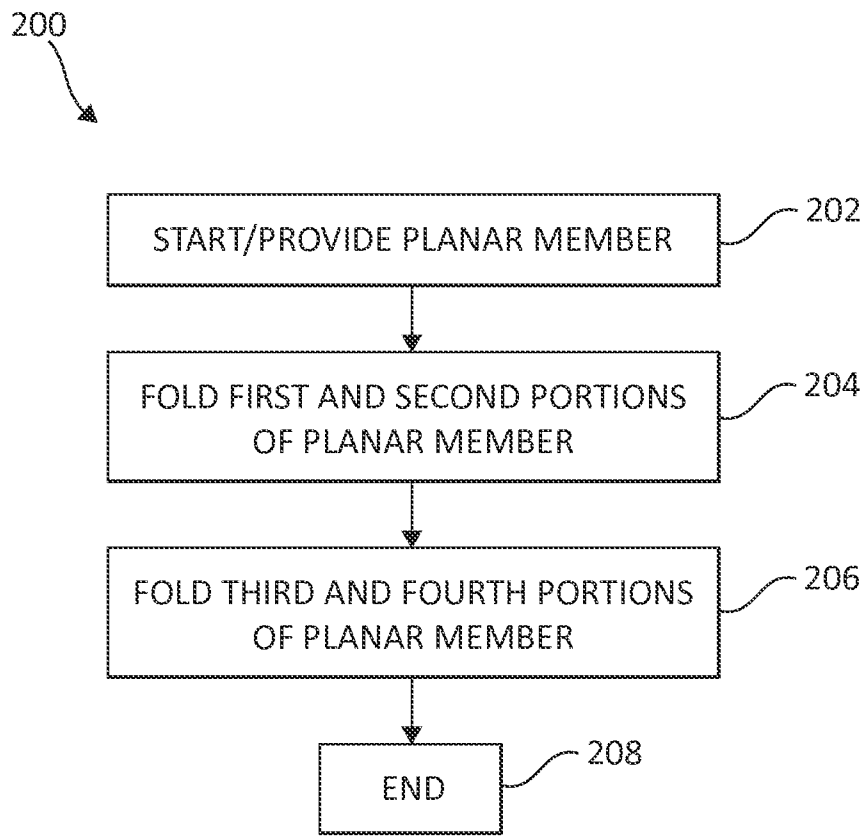 200
START/PROVIDE PLANAR MEMBER
202
FOLD FIRST AND SECOND PORTIONS
OF PLANAR MEMBER
204
FOLD THIRD AND FOURTH PORTIONS
OF PLANAR MEMBER
206
END
208